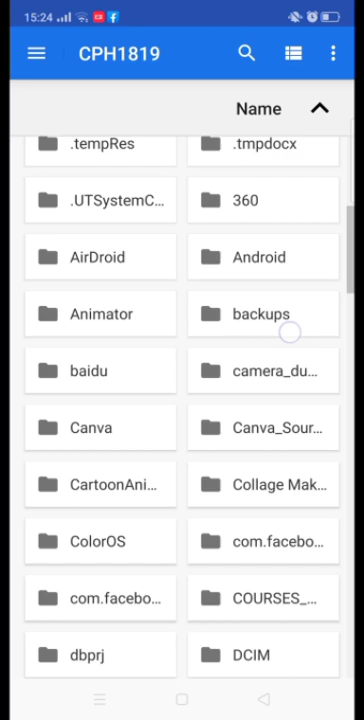 15:24
CPH1819
Name
.tempRes
.tmpdocx
.UTSystemC...
360
AirDroid
Android
Animator
backups
baidu
camera_du...
Canva
Canva_Sour...
CartoonAni...
Collage Mak...
ColorOS
com.facebo...
com.facebo...
COURSES_...
dbprj
DCIM